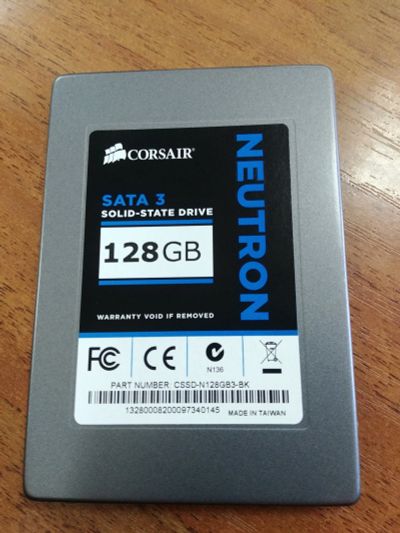 CORSAIR
SATA 3
SOLID-STATE DRIVE
128GB
NEUTRON
WARRANTY VOID IF REMOVED
FC CE
N136
PART NUMBER: CSSD-N128GB3-BK
13280008200097340145
MADE IN TAIWAN